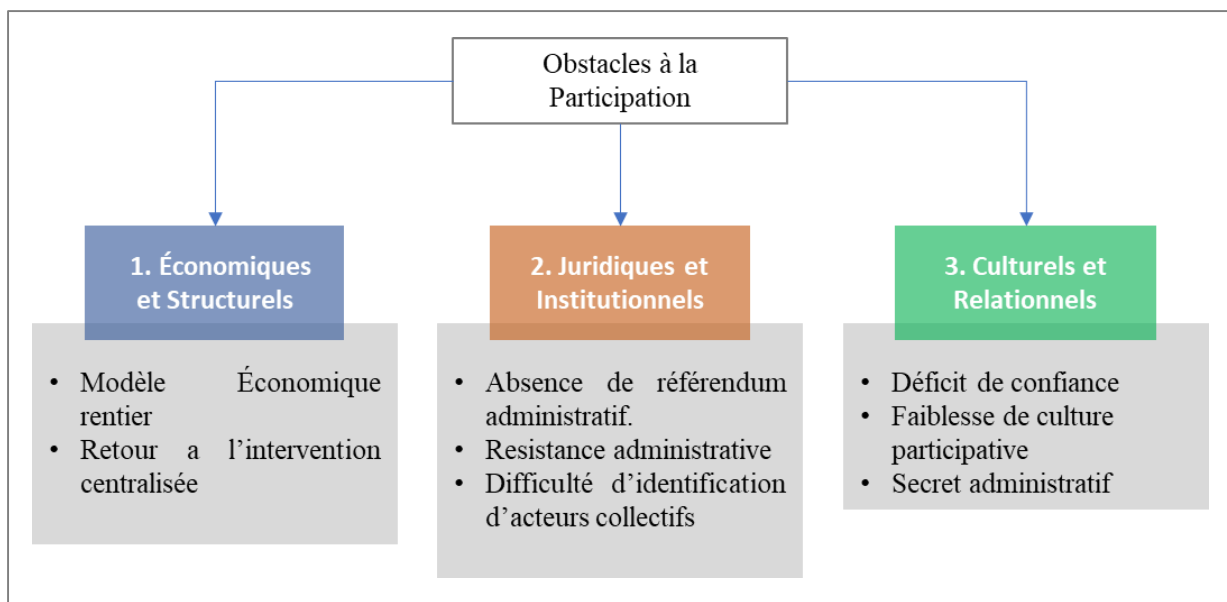 Obstacles à la
Participation
1. Économiques
et Structurels
• Modèle Économique
rentier
• Retour a l’intervention
centralisée
2. Juridiques et
Institutionnels
• Absence de référendum
administratif.
• Resistance administrative
• Difficulté d’identification
d’acteurs collectifs
3. Culturels et
Relationnels
• Déficit de confiance
• Faiblesse de culture
participative
• Secret administratif